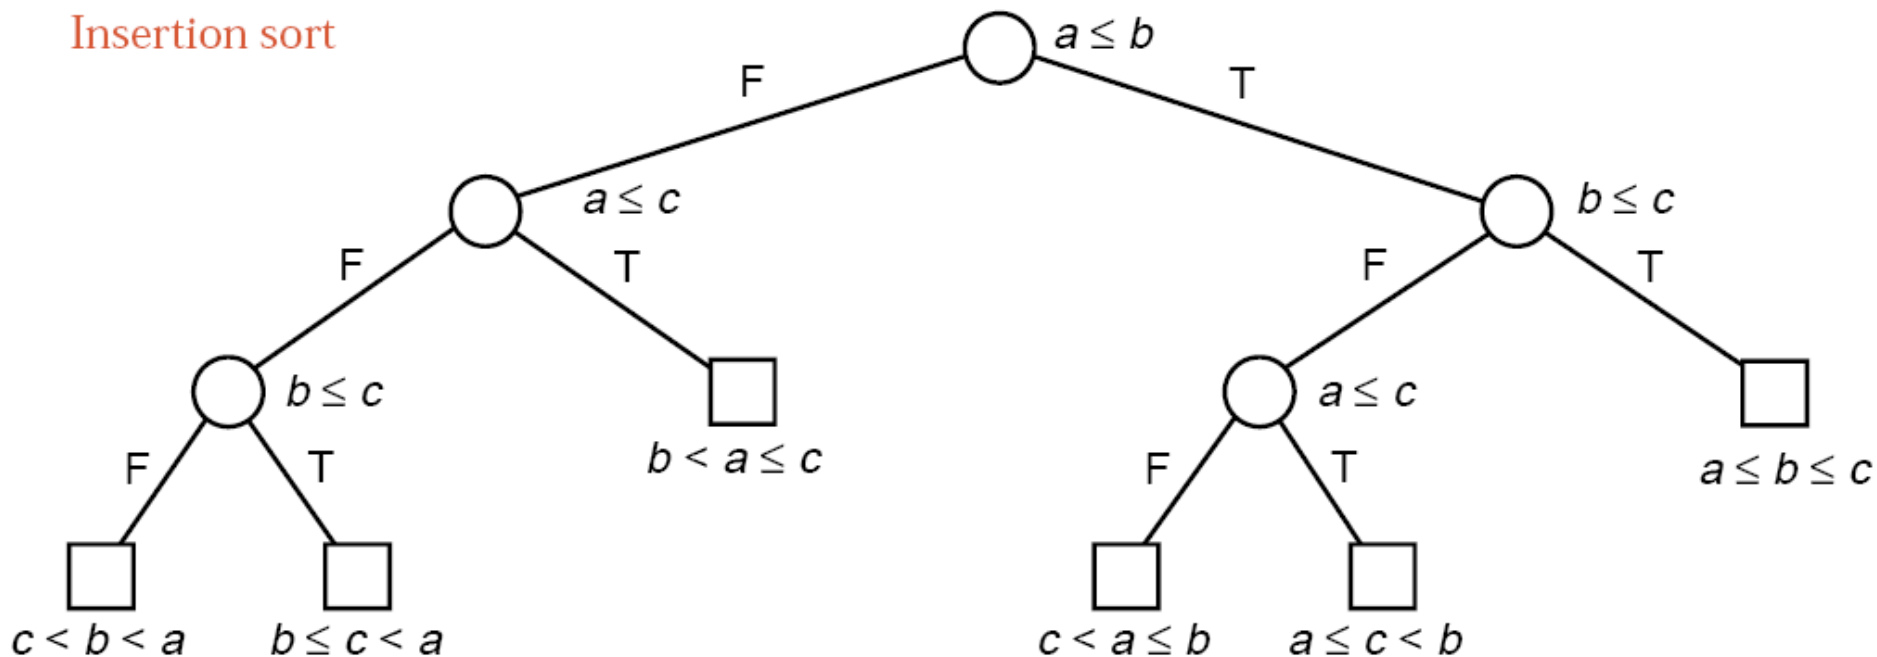 Insertion sort
a ≤ b
F
T
a ≤ c
b ≤ c
F
T
F
T
b ≤ c
b < a ≤ c
a ≤ c
a ≤ b ≤ c
F
T
F
T
c < b < a
b ≤ c < a
c < a ≤ b
a ≤ c < b